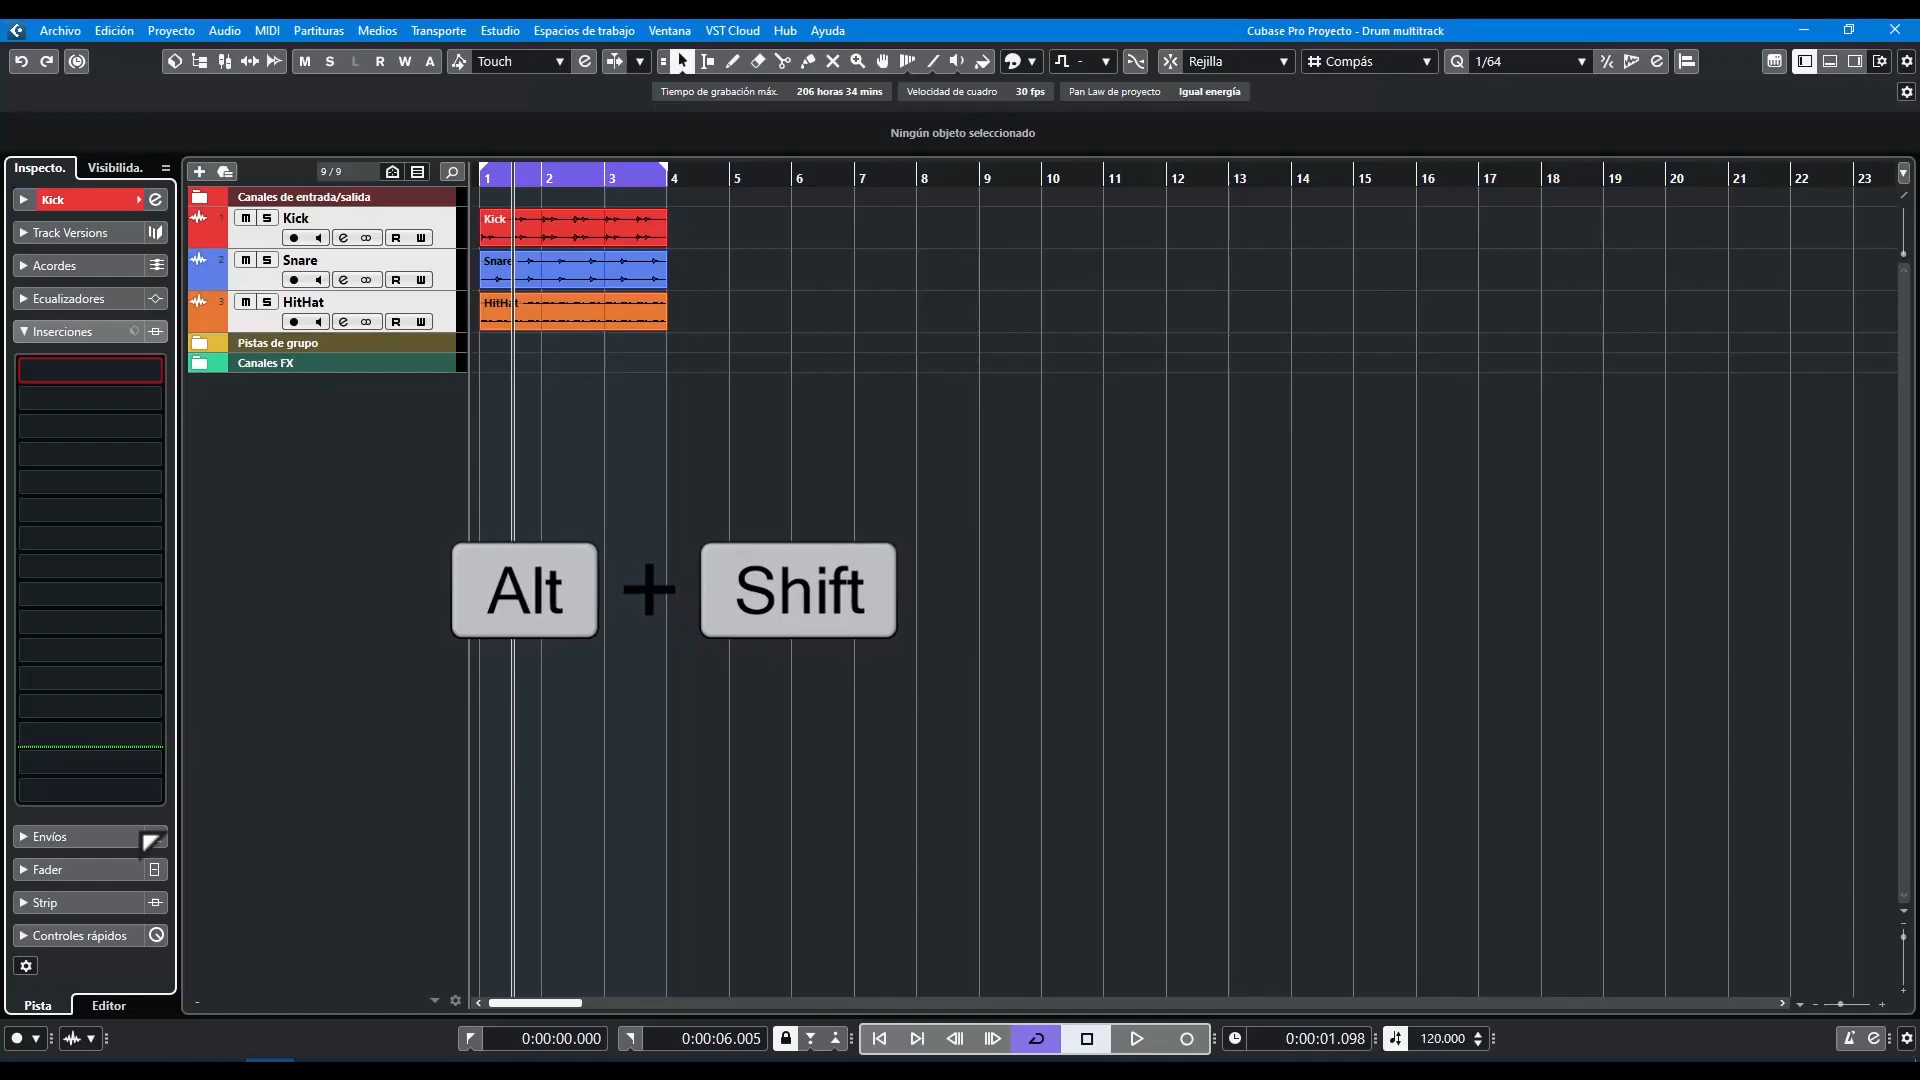 Archivo Edición Proyecto Audio MIDI Partituras Medios Transporte Estudio Espacios de trabajo Ventana VST Cloud Hub Ayuda Cubase Pro Proyecto - Drum multitrack
M S L R W A Touch - Rejilla Compás Q 1/64
Tiempo de grabación máx. 206 horas 34 mins Velocidad de cuadro 30 fps Pan Law de proyecto Igual energía
Ningún objeto seleccionado
Inspecto. Visibilida. 9 / 9
1 2 3 4 5 6 7 8 9 10 11 12 13 14 15 16 17 18 19 20 21 22 23
Canales de entrada/salida
Kick
1 m S Kick Kick
R W
Track Versions
2 m S Snare Snare
Acordes
R W
Ecualizadores
3 m S HitHat HitHat
R W
Inserciones
Pistas de grupo
Canales FX
Alt + Shift
Envíos
Fader
Strip
Controles rápidos
Pista Editor
0:00:00.000 0:00:06.005 0:00:01.098 120.000